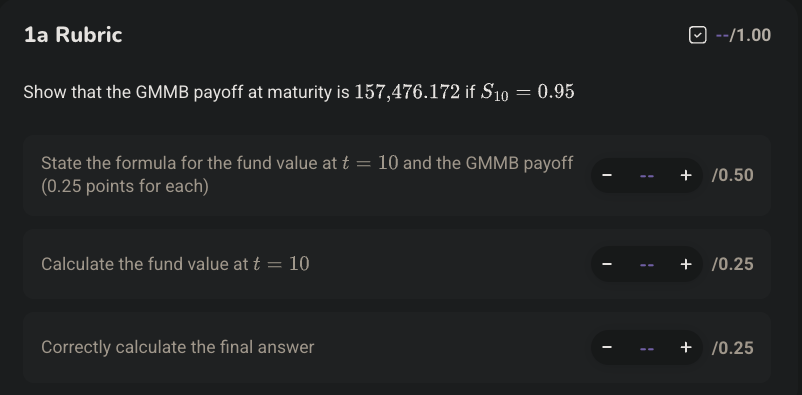 1a Rubric
--/1.00
Show that the GMMB payoff at maturity is 157,476.172 if S₁₀ = 0.95
State the formula for the fund value at t = 10 and the GMMB payoff
(0.25 points for each)
− -- + /0.50
Calculate the fund value at t = 10
− -- + /0.25
Correctly calculate the final answer
− -- + /0.25